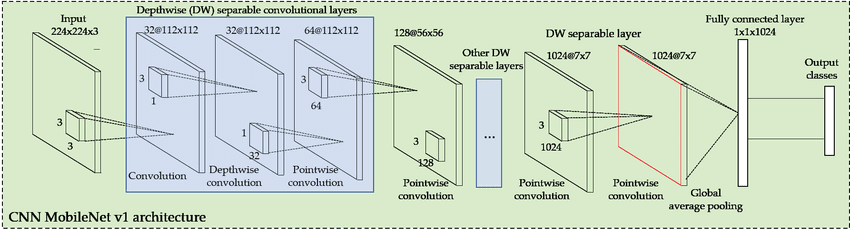 Depthwise (DW) separable convolutional layers
Input
224x224x3
32@112x112
32@112x112
64@112x112
128@56x56
Other DW
separable layers
DW separable layer
1024@7x7
1024@7x7
Fully connected layer
1x1x1024
Output
classes
3
3
3
1
1
32
3
64
3
128
...
3
1024
Convolution
Depthwise
convolution
Pointwise
convolution
Pointwise
convolution
Pointwise
convolution
Pointwise
convolution
Global
average pooling
CNN MobileNet v1 architecture